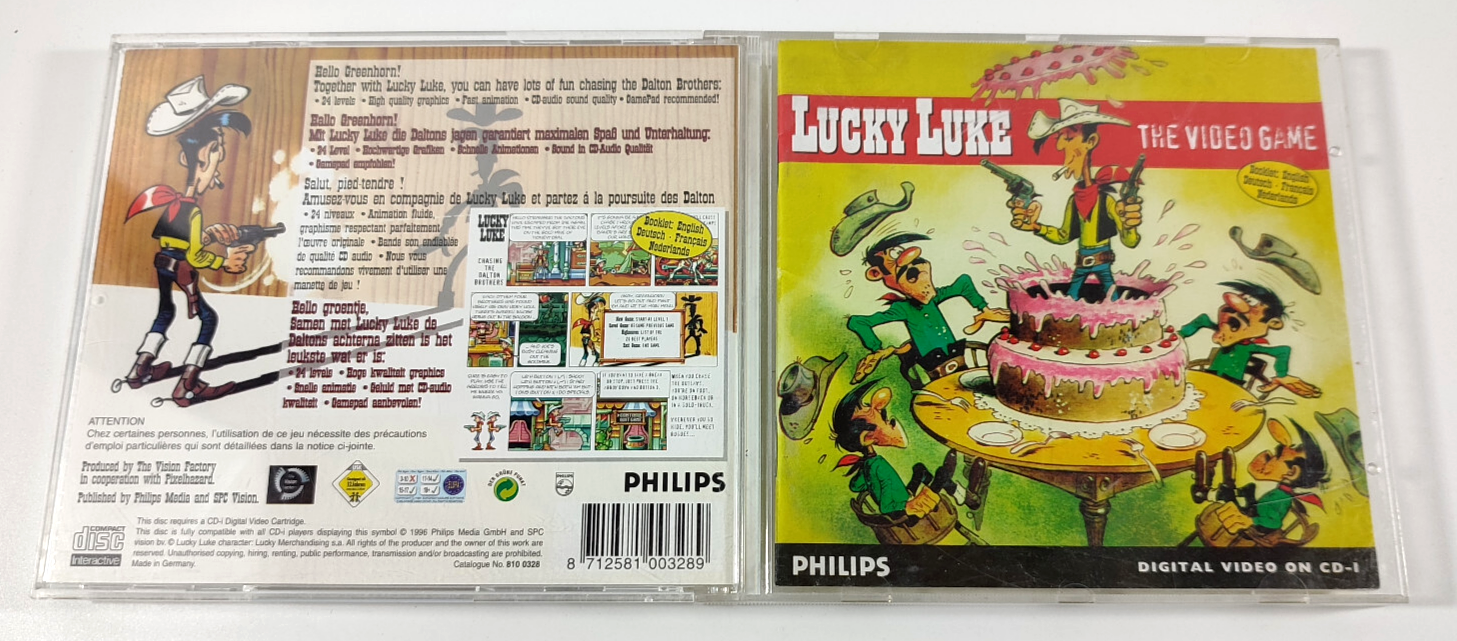 Hello Greenhorn!
Together with Lucky Luke, you can have lots of fun chasing the Dalton Brothers:
• 24 levels • High quality graphics • Fast animation • CD-audio sound quality • GamePad recommended!
Hallo Greenhorn!
Mit Lucky Luke die Daltons jagen garantiert maximalen Spaß und Unterhaltung:
• 24 Level • Hochwertige Grafiken • Schnelle Animationen • Sound in CD-Audio Qualität
• Gamepad empfohlen!
Salut, pied-tendre !
Amusez-vous en compagnie de Lucky Luke et partez á la poursuite des Dalton
• 24 niveaux • Animation fluide,
graphisme respectant parfaitement
l'œuvre originale • Bande son endiablée
de qualité CD audio • Nous vous
recommandons vivement d'utiliser une
manette de jeu !
Hello groentje,
Samen met Lucky Luke de
Daltons achterna zitten is het
leukste wat er is:
• 24 levels • Hoge kwaliteit graphics
• Snelle animatie • Geluid met CD-audio
kwaliteit • Gamepad aanbevolen!
LUCKY
LUKE
CHASING
THE
DALTON
BROTHERS
Booklet: English
Deutsch - Français
Nederlands
ATTENTION
Chez certaines personnes, l'utilisation de ce jeu nécessite des précautions
d'emploi particulières qui sont détaillées dans la notice ci-jointe.
Produced by The Vision Factory
in cooperation with Pixelhazard.
Published by Philips Media and SPC Vision.
DER GRÜNE PUNKT
PHILIPS
PHILIPS
COMPACT
disc
Interactive
This disc requires a CD-i Digital Video Cartridge.
This disc is fully compatible with all CD-i players displaying this symbol © 1996 Philips Media GmbH and SPC
vision bv. © Lucky Luke character: Lucky Merchandising s.a. All rights of the producer and the owner of this work are
reserved. Unauthorised copying, hiring, renting, public performance, transmission and/or broadcasting are prohibited.
Made in Germany.
Catalogue No. 810 0328
8 712581 003289
LUCKY LUKE
THE VIDEO GAME
Booklet: English
Deutsch - Français
Nederlands
PHILIPS
DIGITAL VIDEO ON CD-i